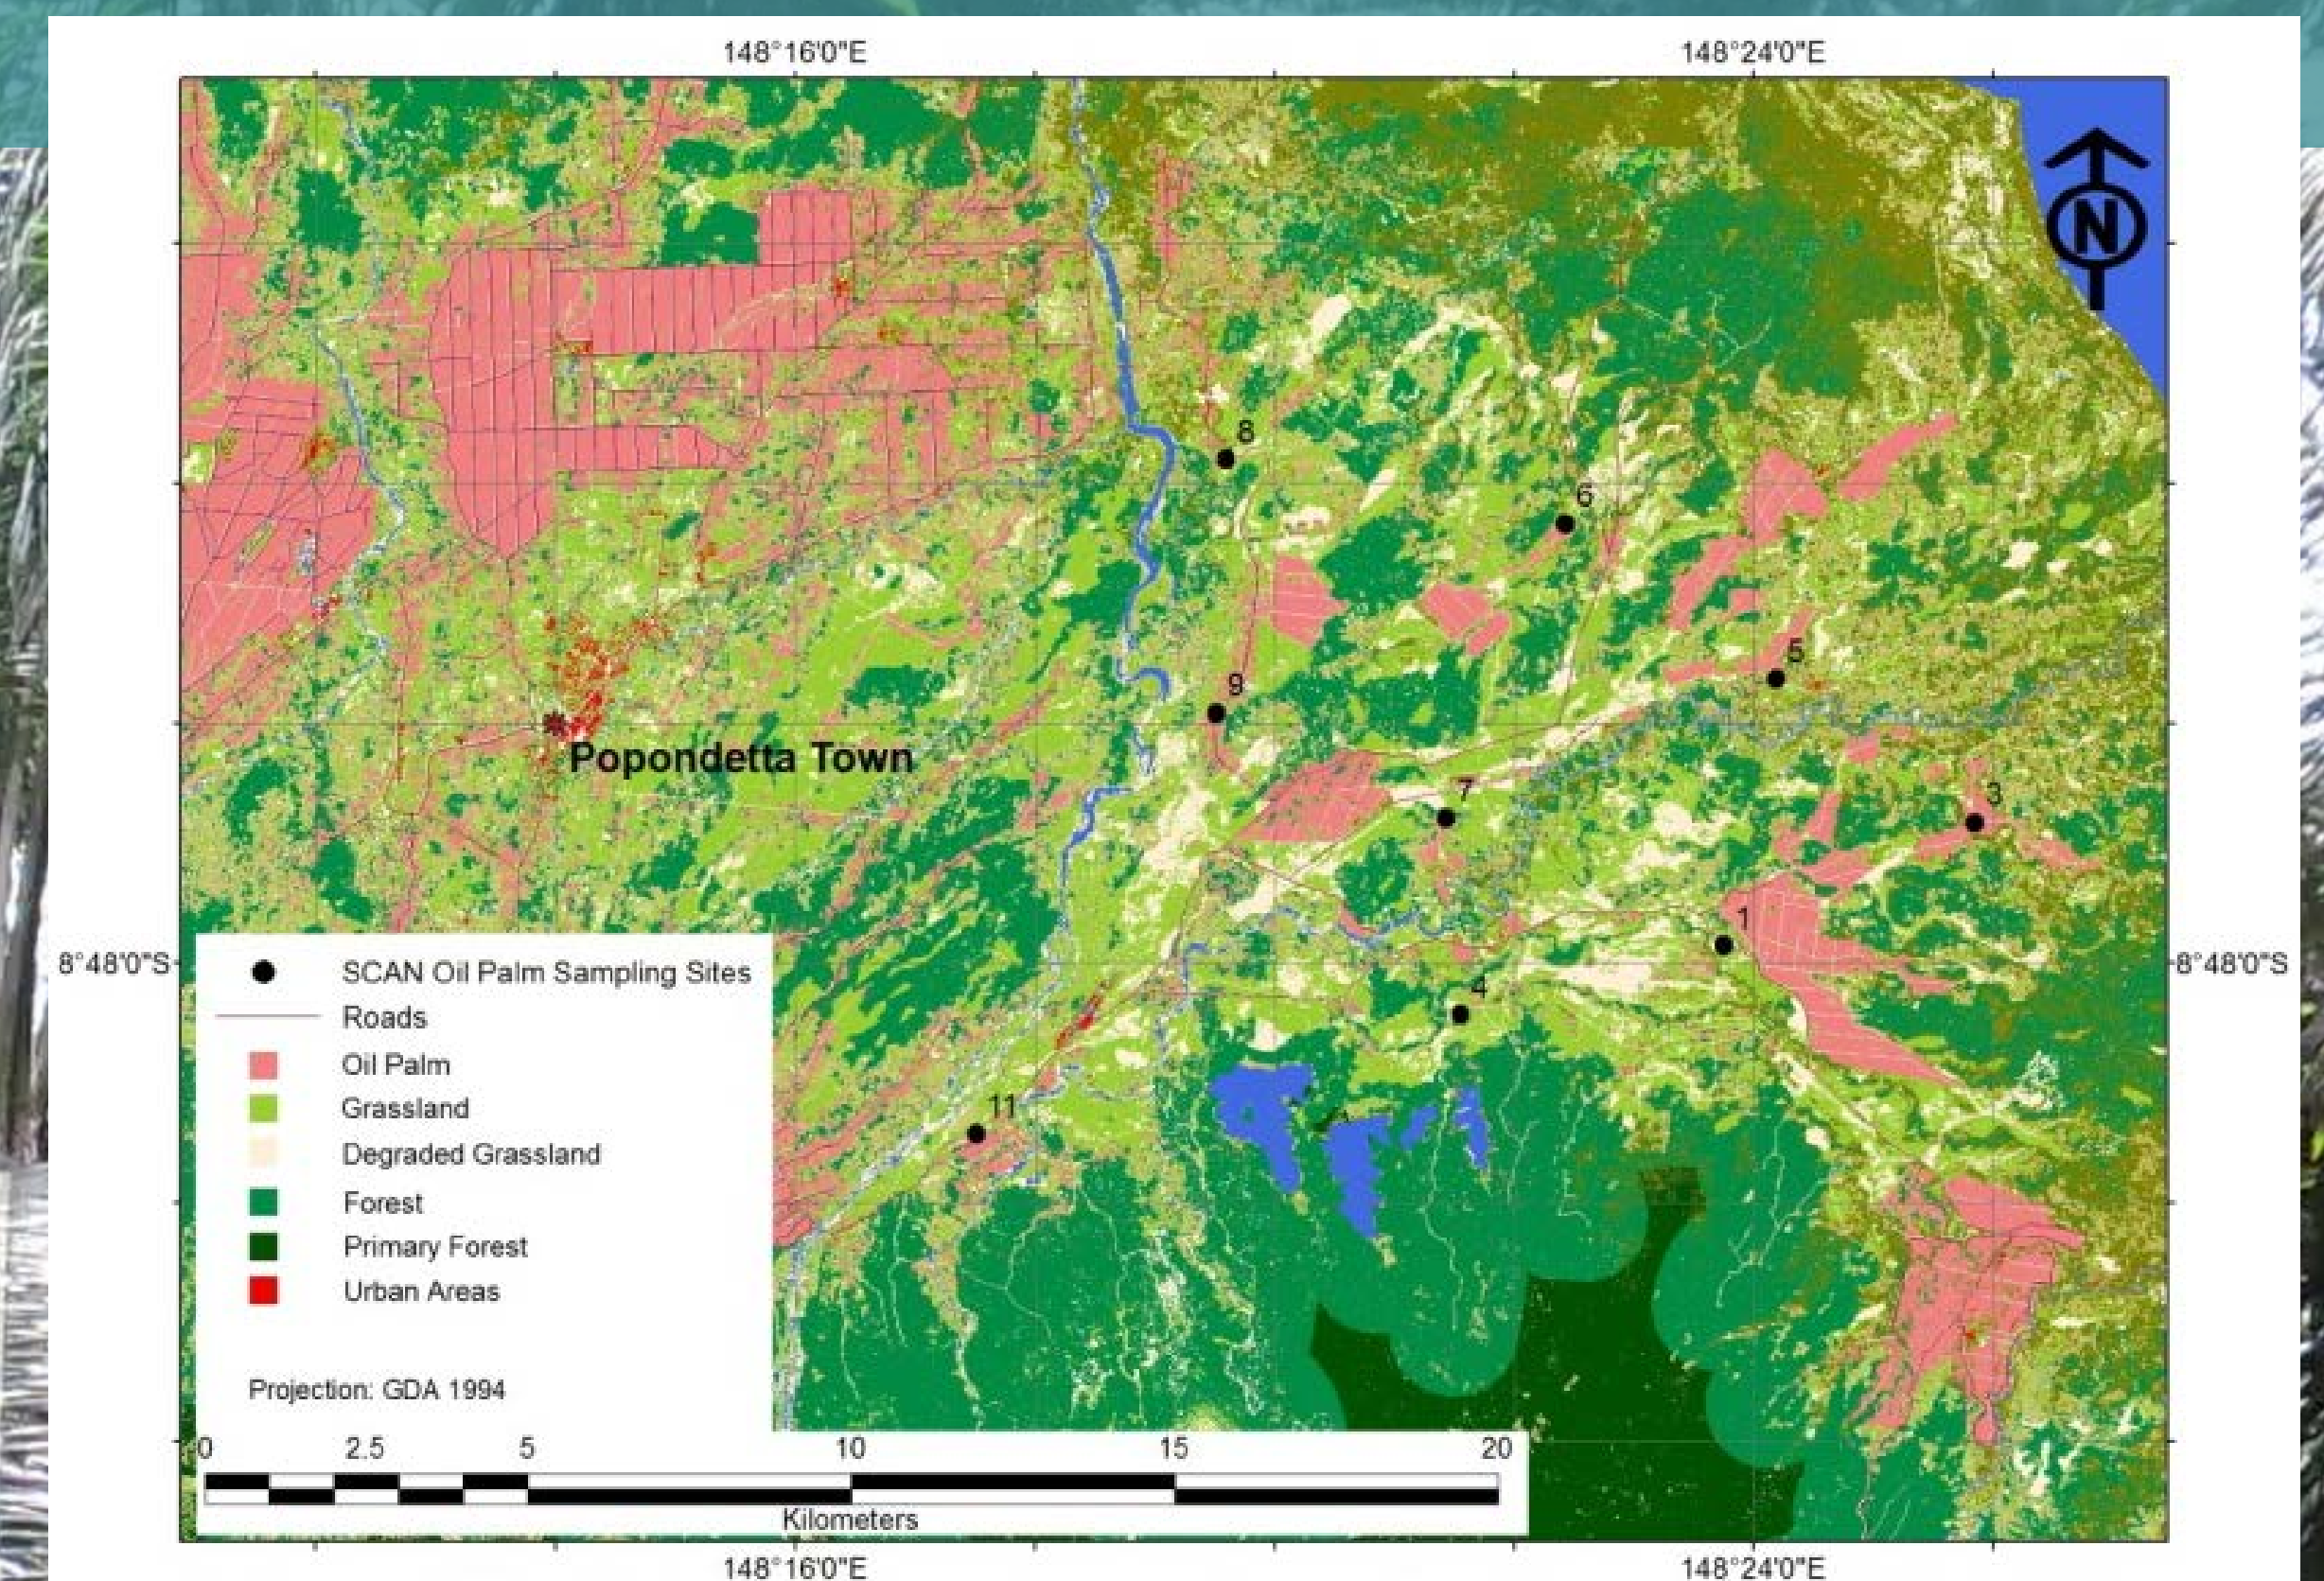 148°16'0"E
148°24'0"E
N
8
6
5
9
Popondetta Town
7
3
1
8°48'0"S
8°48'0"S
4
11
SCAN Oil Palm Sampling Sites
Roads
Oil Palm
Grassland
Degraded Grassland
Forest
Primary Forest
Urban Areas
Projection: GDA 1994
0 2.5 5 10 15 20
Kilometers
148°16'0"E
148°24'0"E